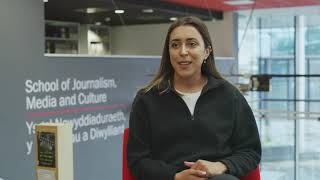 School of Journalism,
Media and Culture
Ysgol Newyddiaduraeth,
y a Diwylliant